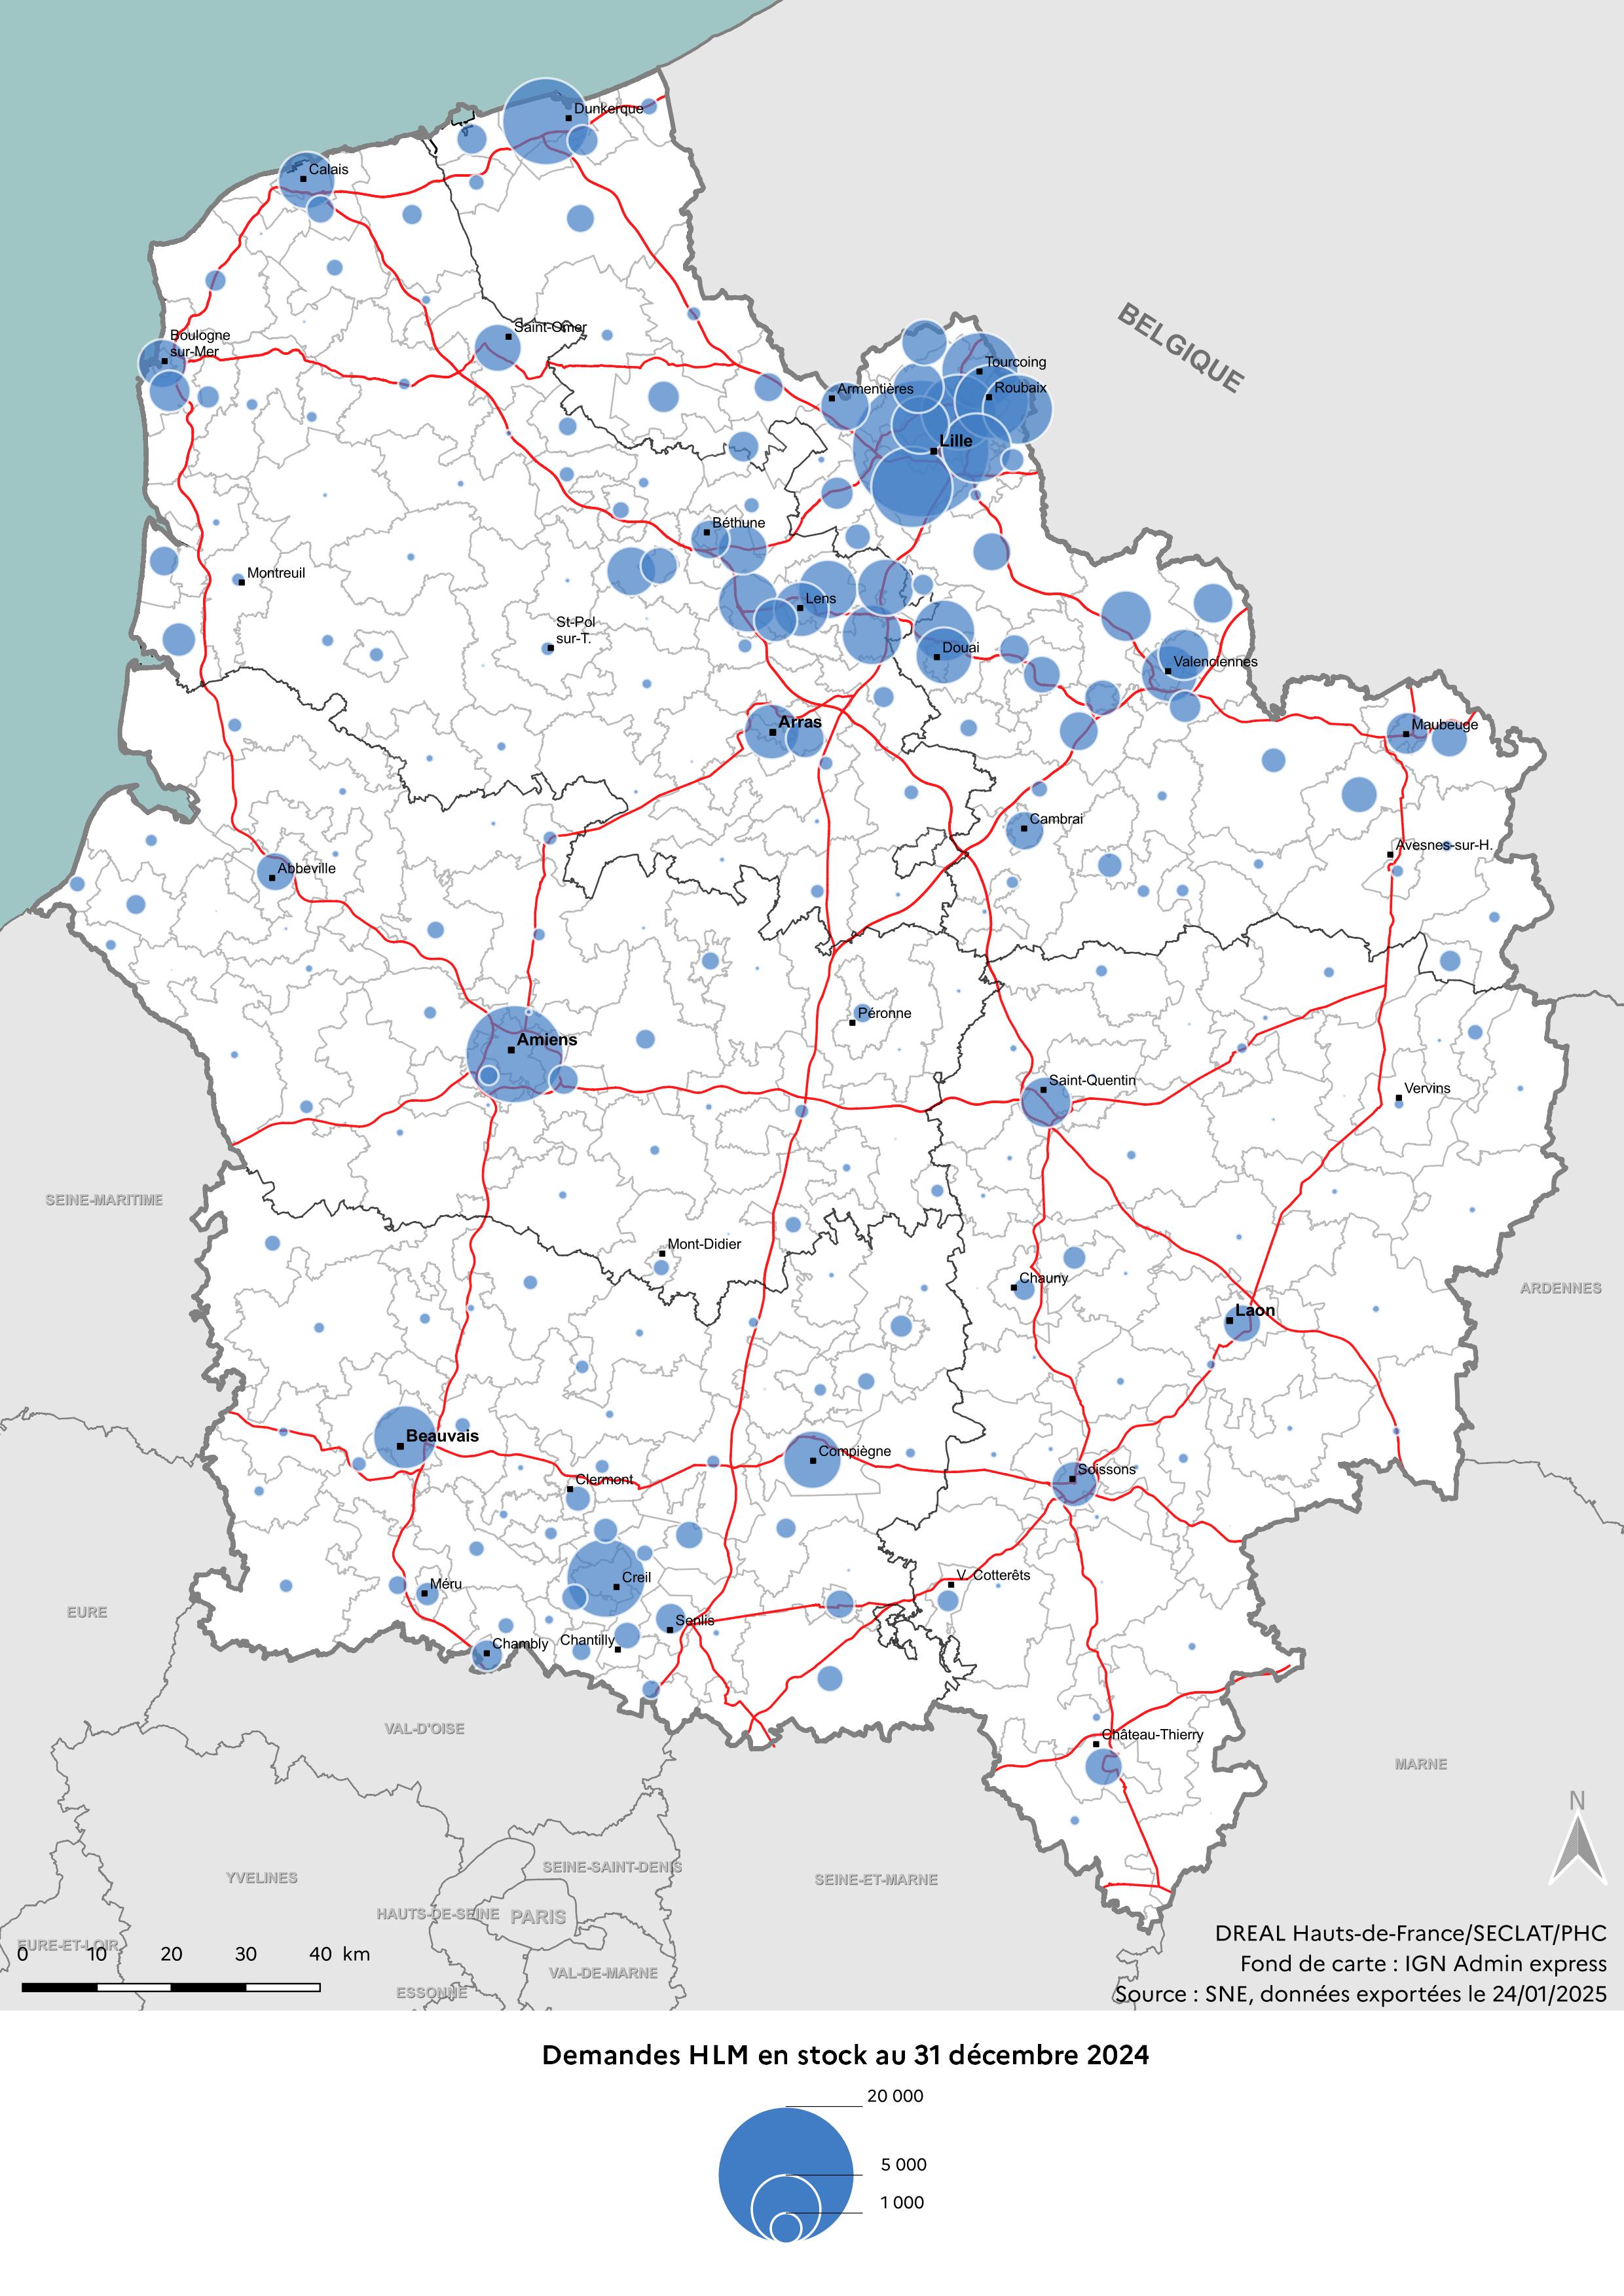 Dunkerque
Calais
Saint-Omer
Boulogne
sur-Mer
BELGIQUE
Tourcoing
Roubaix
Armentières
Lille
Béthune
Montreuil
Lens
St-Pol
sur-T.
Douai
Valenciennes
Arras
Maubeuge
Cambrai
Avesnes-sur-H.
Abbeville
Péronne
Amiens
Saint-Quentin
Vervins
SEINE-MARITIME
Mont-Didier
Chauny
ARDENNES
Laon
Beauvais
Compiègne
Clermont
Soissons
Creil
V. Cotterêts
Méru
EURE
Senlis
Chambly
Chantilly
VAL-D'OISE
Château-Thierry
MARNE
N
SEINE-SAINT-DENIS
YVELINES
SEINE-ET-MARNE
HAUTS-DE-SEINE
PARIS
EURE-ET-LOIR
0 10 20 30 40 km
VAL-DE-MARNE
ESSONNE
DREAL Hauts-de-France/SECLAT/PHC
Fond de carte : IGN Admin express
Source : SNE, données exportées le 24/01/2025
Demandes HLM en stock au 31 décembre 2024
20 000
5 000
1 000